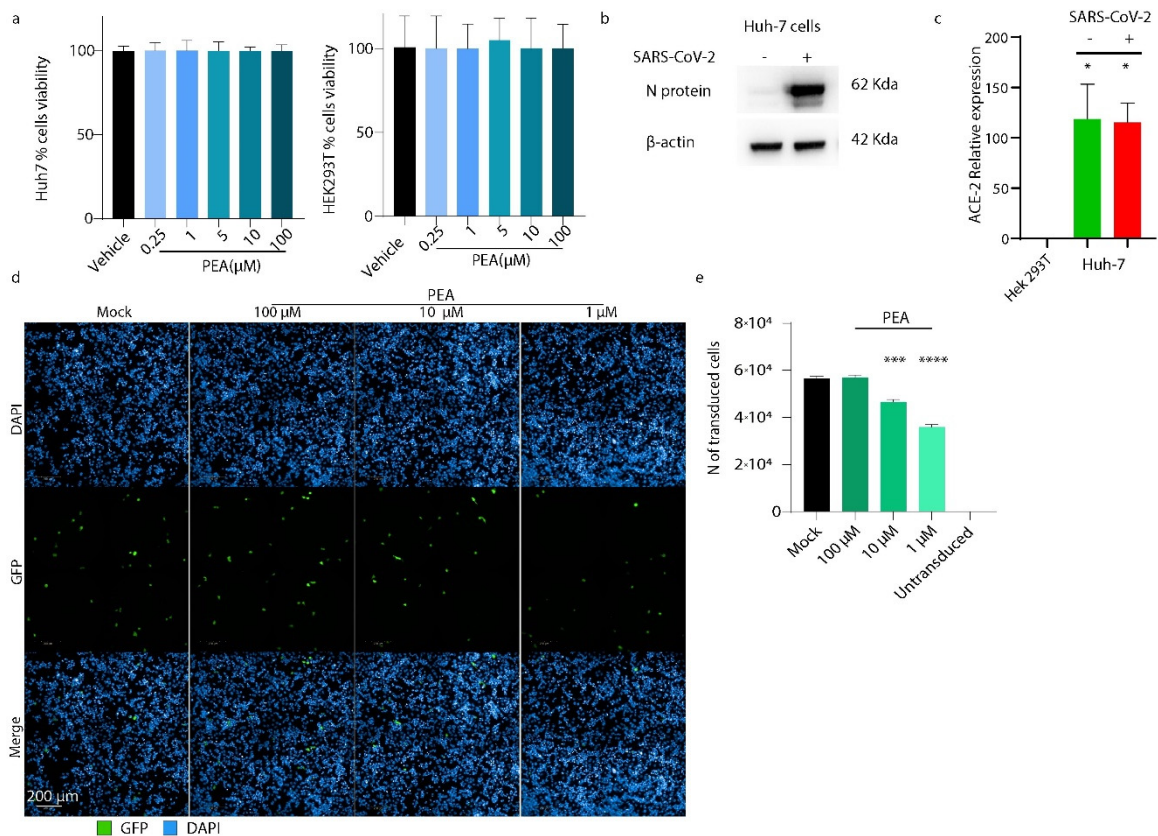 a
Huh7 % cells viability
100
50
0
Vehicle
0.25
1
5
10
100
PEA(µM)
HEK293T % cells viability
100
50
0
Vehicle
0.25
1
5
10
100
PEA(µM)
b
Huh-7 cells
SARS-CoV-2 - +
N protein 62 Kda
β-actin 42 Kda
c
SARS-CoV-2
- +
* *
ACE-2 Relative expression
200
150
100
50
0
Hek 293T
Huh-7
d
PEA
Mock 100 µM 10 µM 1 µM
DAPI
GFP
Merge
200 µm
GFP DAPI
e
PEA
*** ****
N of transduced cells
8×10⁴
6×10⁴
4×10⁴
2×10⁴
0
Mock
100 µM
10 µM
1 µM
Untransduced